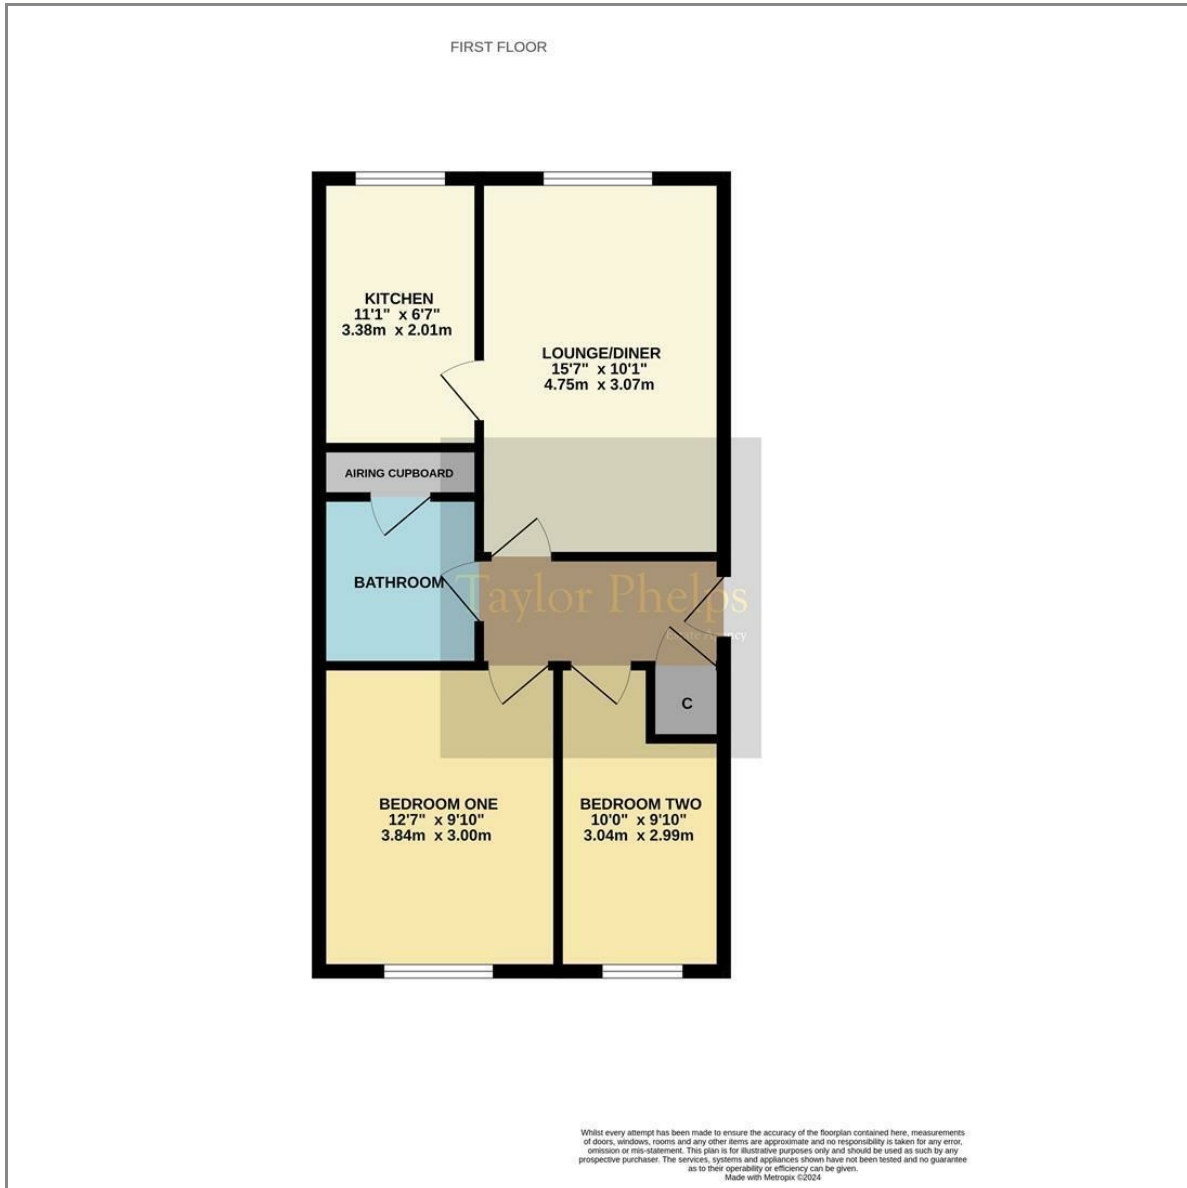 FIRST FLOOR
KITCHEN
11'1" x 6'7"
3.38m x 2.01m
LOUNGE/DINER
15'7" x 10'1"
4.75m x 3.07m
AIRING CUPBOARD
BATHROOM
Taylor Phelps
Estate Agency
C
BEDROOM ONE
12'7" x 9'10"
3.84m x 3.00m
BEDROOM TWO
10'0" x 9'10"
3.04m x 2.99m
Whilst every attempt has been made to ensure the accuracy of the floorplan contained here, measurements
of doors, windows, rooms and any other items are approximate and no responsibility is taken for any error,
omission or mis-statement. This plan is for illustrative purposes only and should be used as such by any
prospective purchaser. The services, systems and appliances shown have not been tested and no guarantee
as to their operability or efficiency can be given.
Made with Metropix ©2024